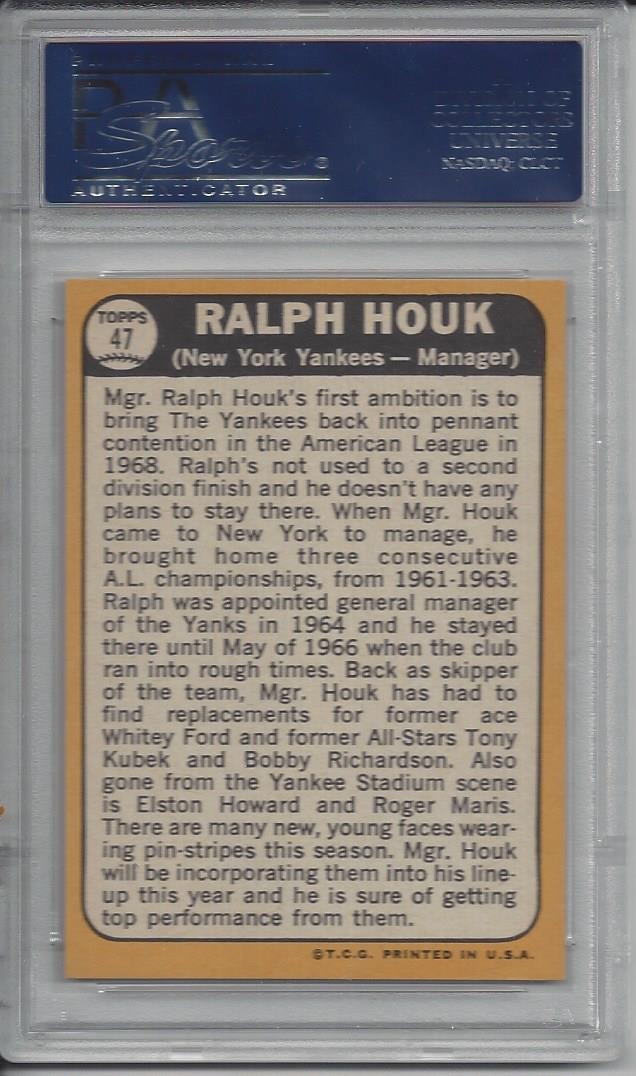 PSA
Sports
AUTHENTICATOR
A DIVISION OF
COLLECTORS
UNIVERSE
NASDAQ: CLCT
TOPPS
47
RALPH HOUK
(New York Yankees — Manager)
Mgr. Ralph Houk's first ambition is to
bring The Yankees back into pennant
contention in the American League in
1968. Ralph's not used to a second
division finish and he doesn't have any
plans to stay there. When Mgr. Houk
came to New York to manage, he
brought home three consecutive
A.L. championships, from 1961-1963.
Ralph was appointed general manager
of the Yanks in 1964 and he stayed
there until May of 1966 when the club
ran into rough times. Back as skipper
of the team, Mgr. Houk has had to
find replacements for former ace
Whitey Ford and former All-Stars Tony
Kubek and Bobby Richardson. Also
gone from the Yankee Stadium scene
is Elston Howard and Roger Maris.
There are many new, young faces wear-
ing pin-stripes this season. Mgr. Houk
will be incorporating them into his line-
up this year and he is sure of getting
top performance from them.
©T.C.G. PRINTED IN U.S.A.